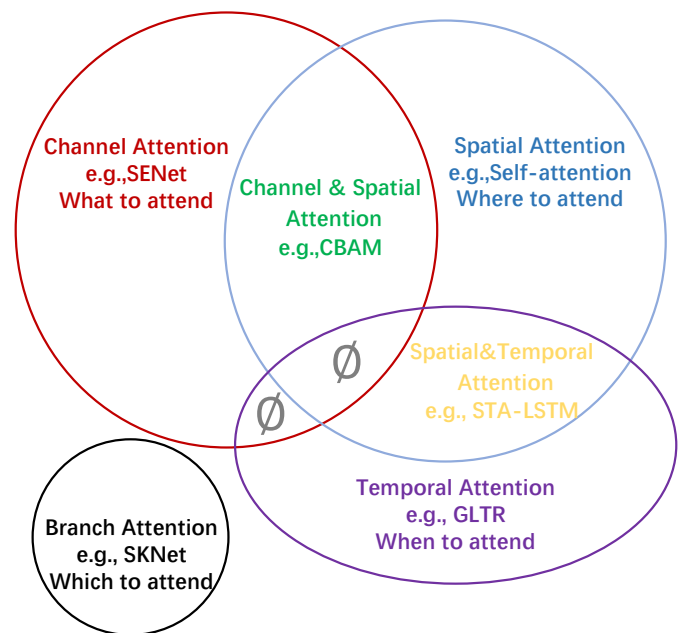 Channel Attention
e.g.,SENet
What to attend
Channel & Spatial
Attention
e.g.,CBAM
Spatial Attention
e.g.,Self-attention
Where to attend
∅
∅
Spatial&Temporal
Attention
e.g., STA-LSTM
Temporal Attention
e.g., GLTR
When to attend
Branch Attention
e.g., SKNet
Which to attend